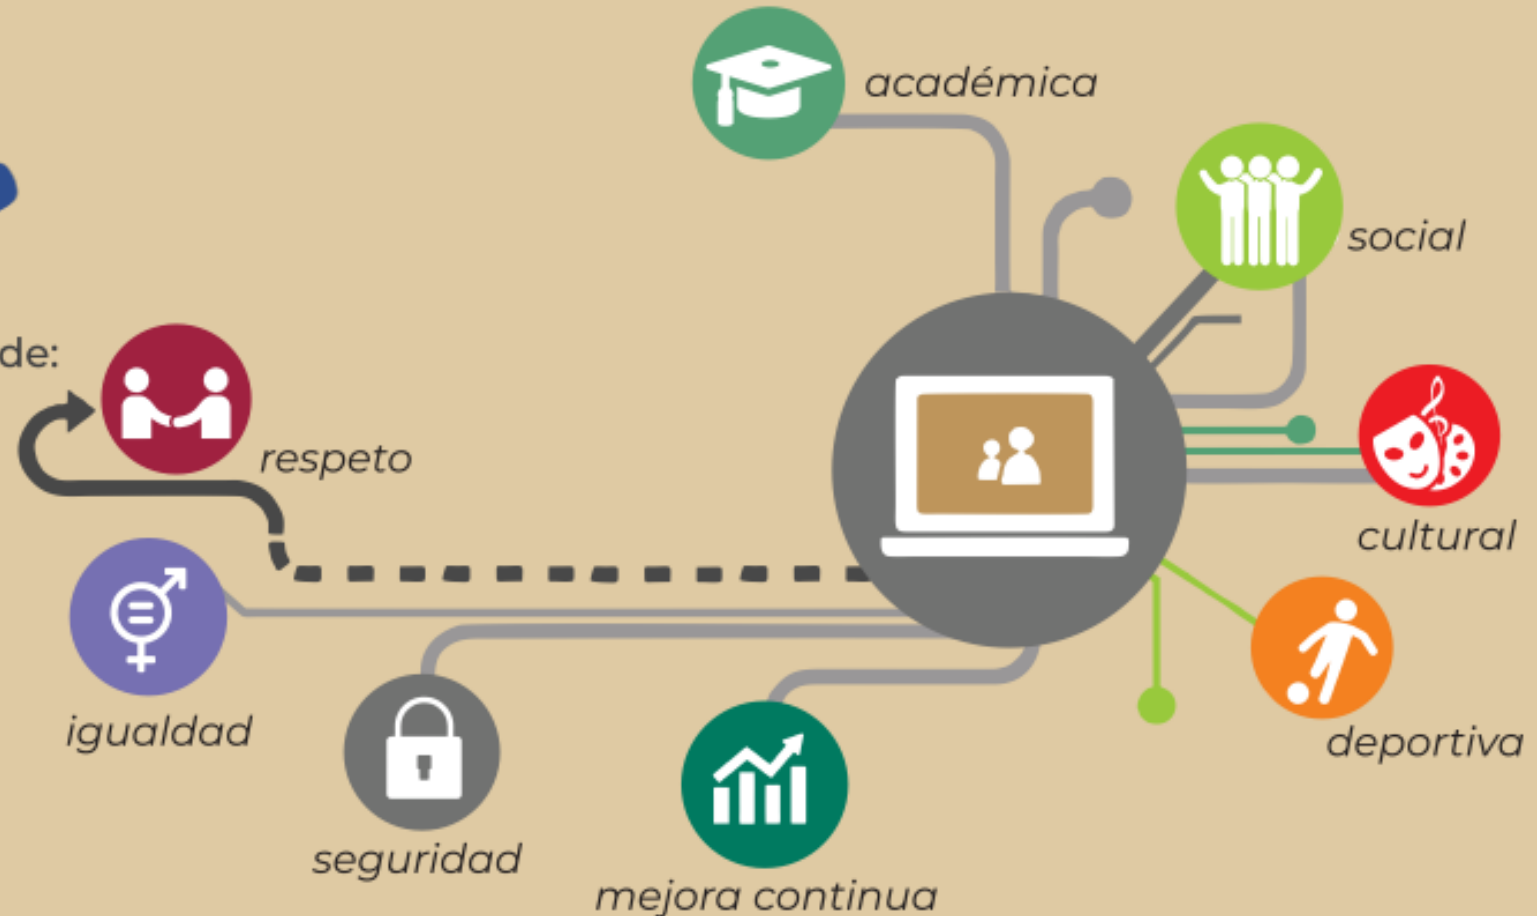 académica
social
de:
respeto
cultural
igualdad
deportiva
seguridad
mejora continua